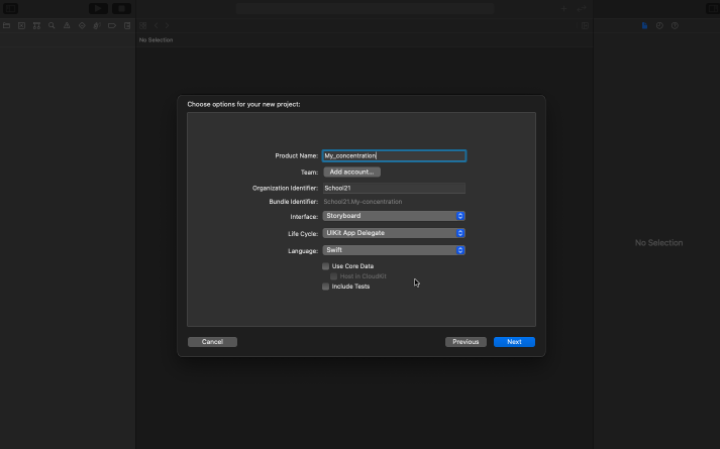 No Selection
Choose options for your new project:
Product Name: My_concentration
Team: Add account...
Organization Identifier: School21
Bundle Identifier: School21.My-concentration
Interface: Storyboard
Life Cycle: UIKit App Delegate
Language: Swift
Use Core Data
Host in CloudKit
Include Tests
No Selection
Cancel Previous Next